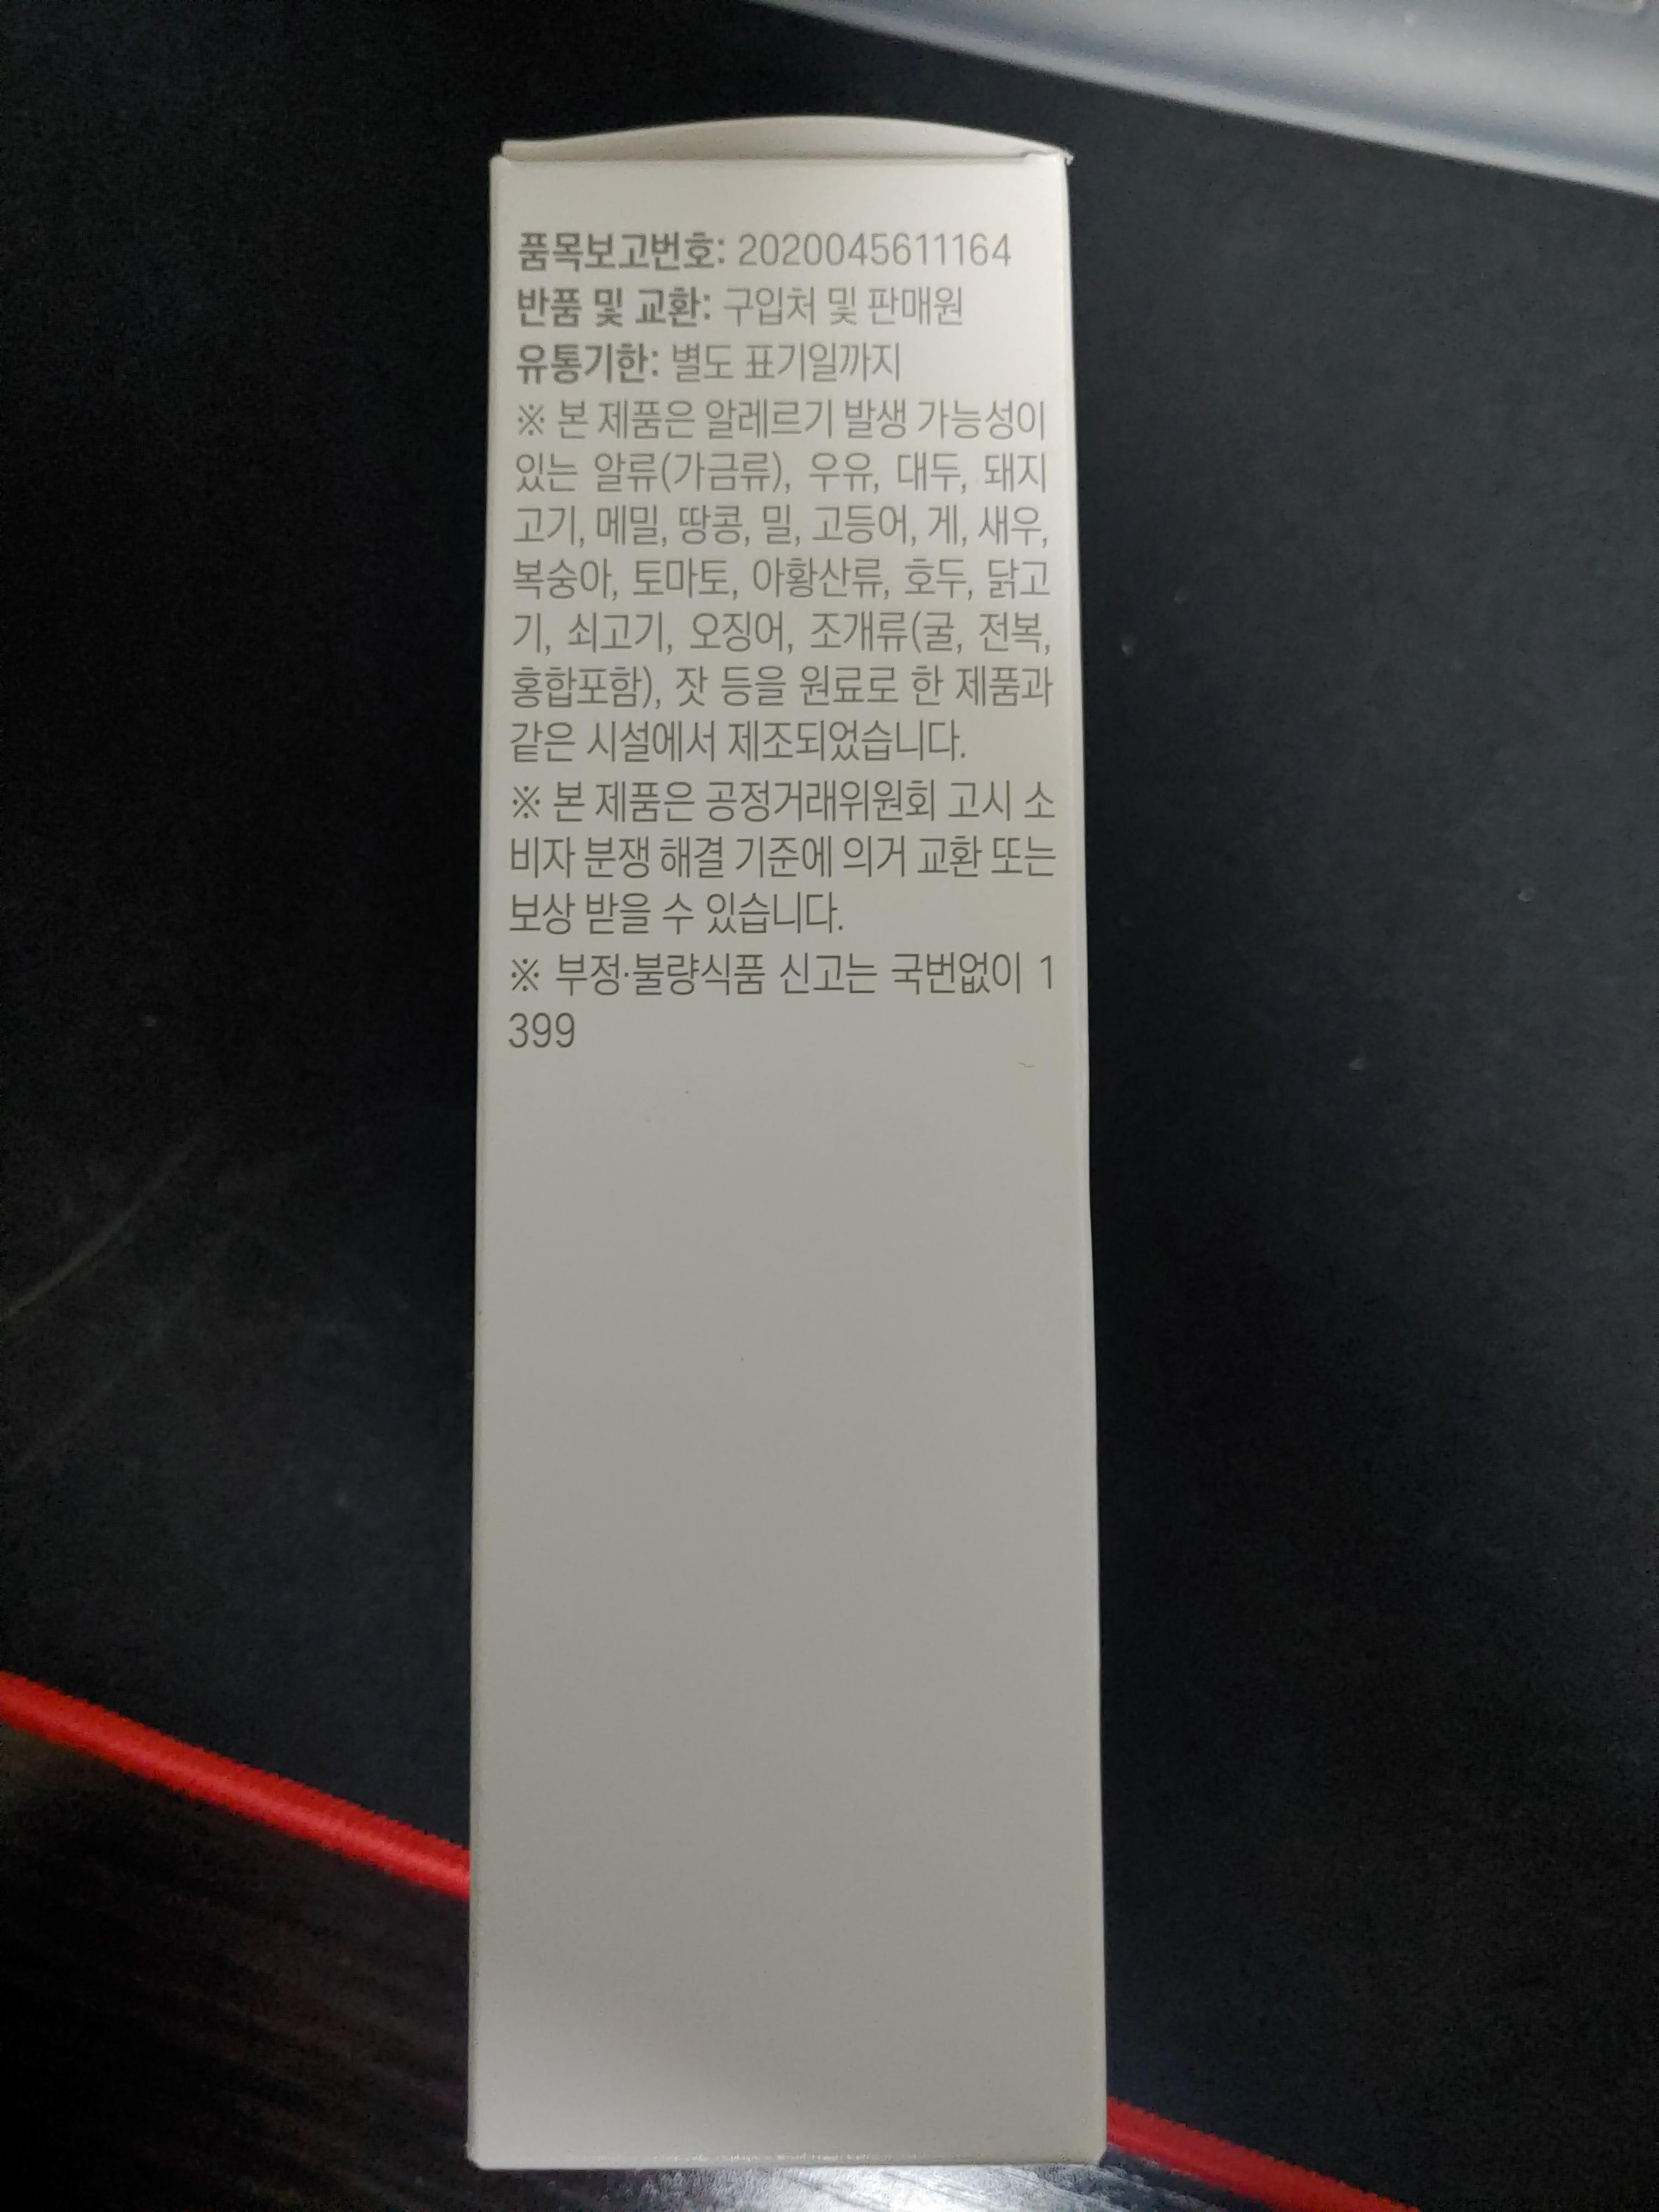 품목보고번호: 2020045611164
반품 및 교환: 구입처 및 판매원
유통기한: 별도 표기일까지
※ 본 제품은 알레르기 발생 가능성이
있는 알류(가금류), 우유, 대두, 돼지
고기, 메밀, 땅콩, 밀, 고등어, 게, 새우,
복숭아, 토마토, 아황산류, 호두, 닭고
기, 쇠고기, 오징어, 조개류(굴, 전복,
홍합포함), 잣 등을 원료로 한 제품과
같은 시설에서 제조되었습니다.
※ 본 제품은 공정거래위원회 고시 소
비자 분쟁 해결 기준에 의거 교환 또는
보상 받을 수 있습니다.
※ 부정·불량식품 신고는 국번없이 1
399